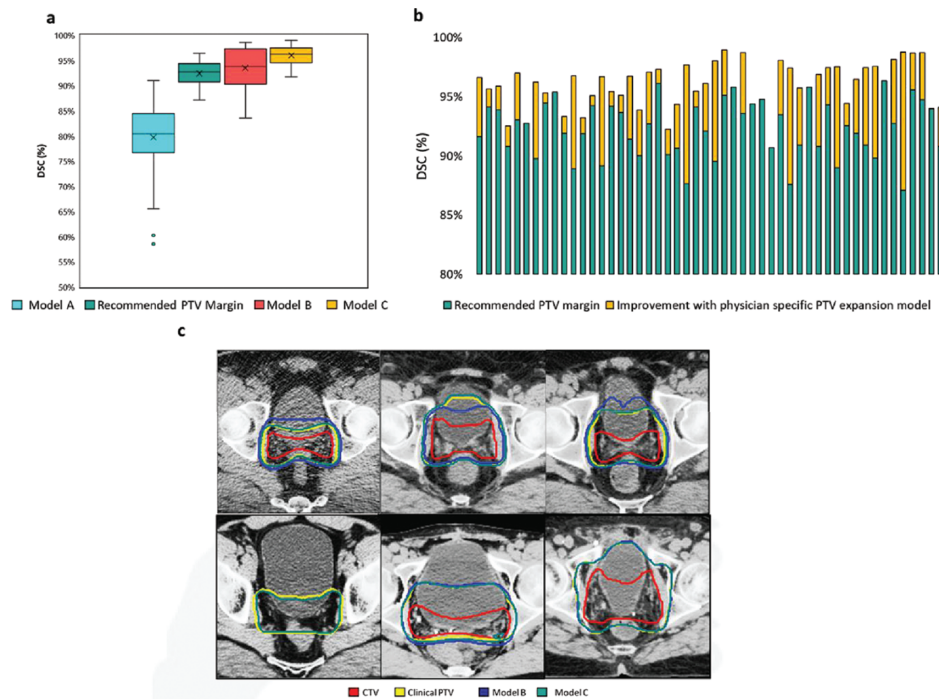 a
100%
95%
90%
85%
80%
75%
70%
65%
60%
55%
50%
DSC (%)
Model A Recommended PTV Margin Model B Model C
b
100%
95%
90%
85%
80%
DSC (%)
Recommended PTV margin Improvement with physician specific PTV expansion model
c
CTV Clinical PTV Model B Model C